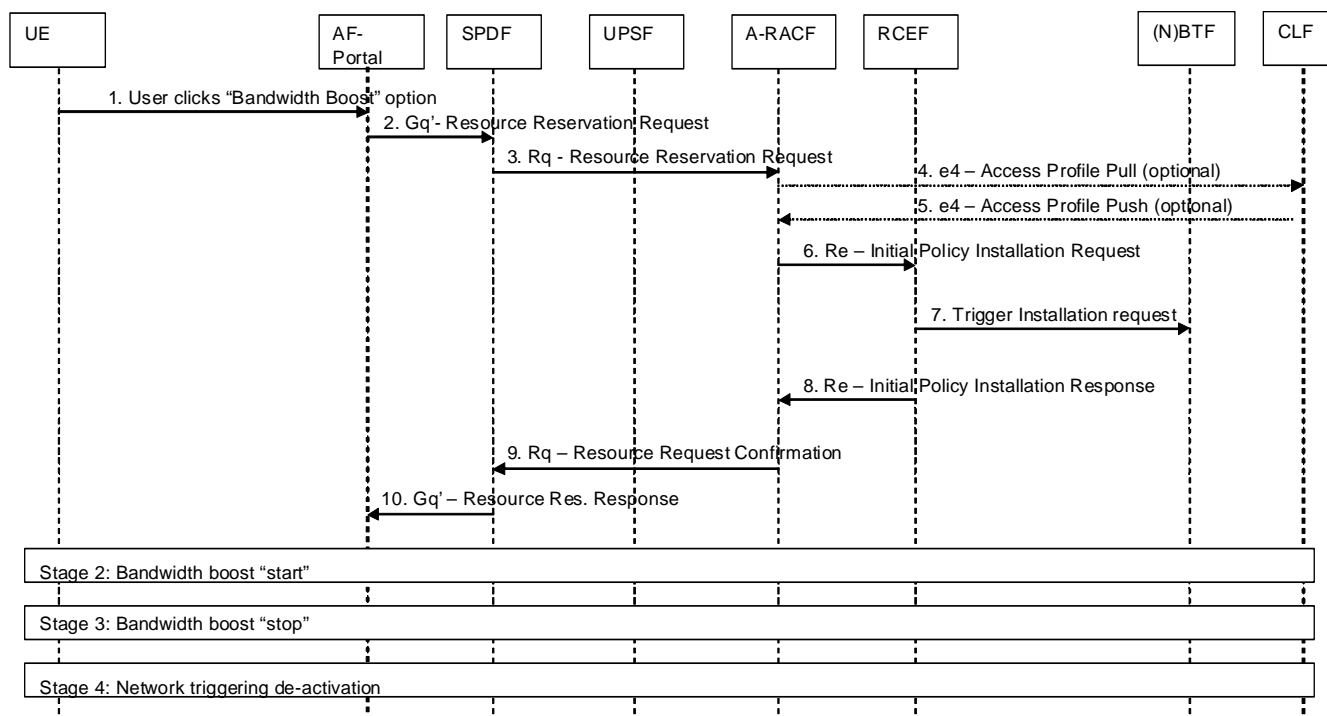 UE
AF-
Portal
SPDF
UPSF
A-RACF
RCEF
(N)BTF
CLF
1. User clicks “Bandwidth Boost” option
2. Gq’- Resource Reservation Request
3. Rq - Resource Reservation Request
4. e4 – Access Profile Pull (optional)
5. e4 – Access Profile Push (optional)
6. Re – Initial Policy Installation Request
7. Trigger Installation request
8. Re – Initial Policy Installation Response
9. Rq – Resource Request Confirmation
10. Gq’ – Resource Res. Response
Stage 2: Bandwidth boost “start”
Stage 3: Bandwidth boost “stop”
Stage 4: Network triggering de-activation